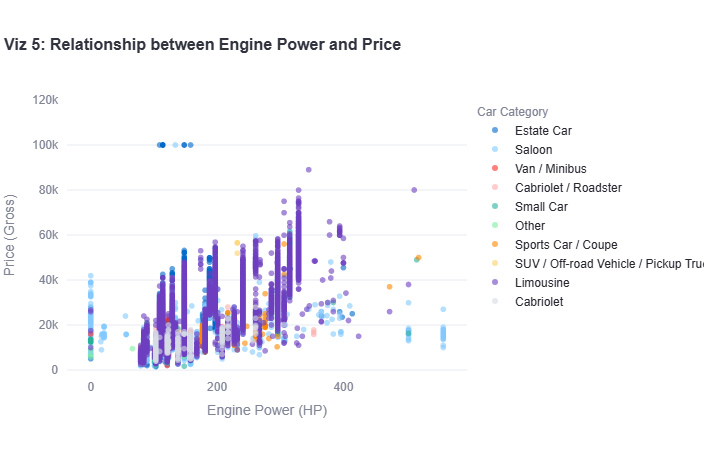 Viz 5: Relationship between Engine Power and Price
120k
100k
80k
60k
40k
20k
0
Price (Gross)
0
200
400
Engine Power (HP)
Car Category
Estate Car
Saloon
Van / Minibus
Cabriolet / Roadster
Small Car
Other
Sports Car / Coupe
SUV / Off-road Vehicle / Pickup Tru
Limousine
Cabriolet